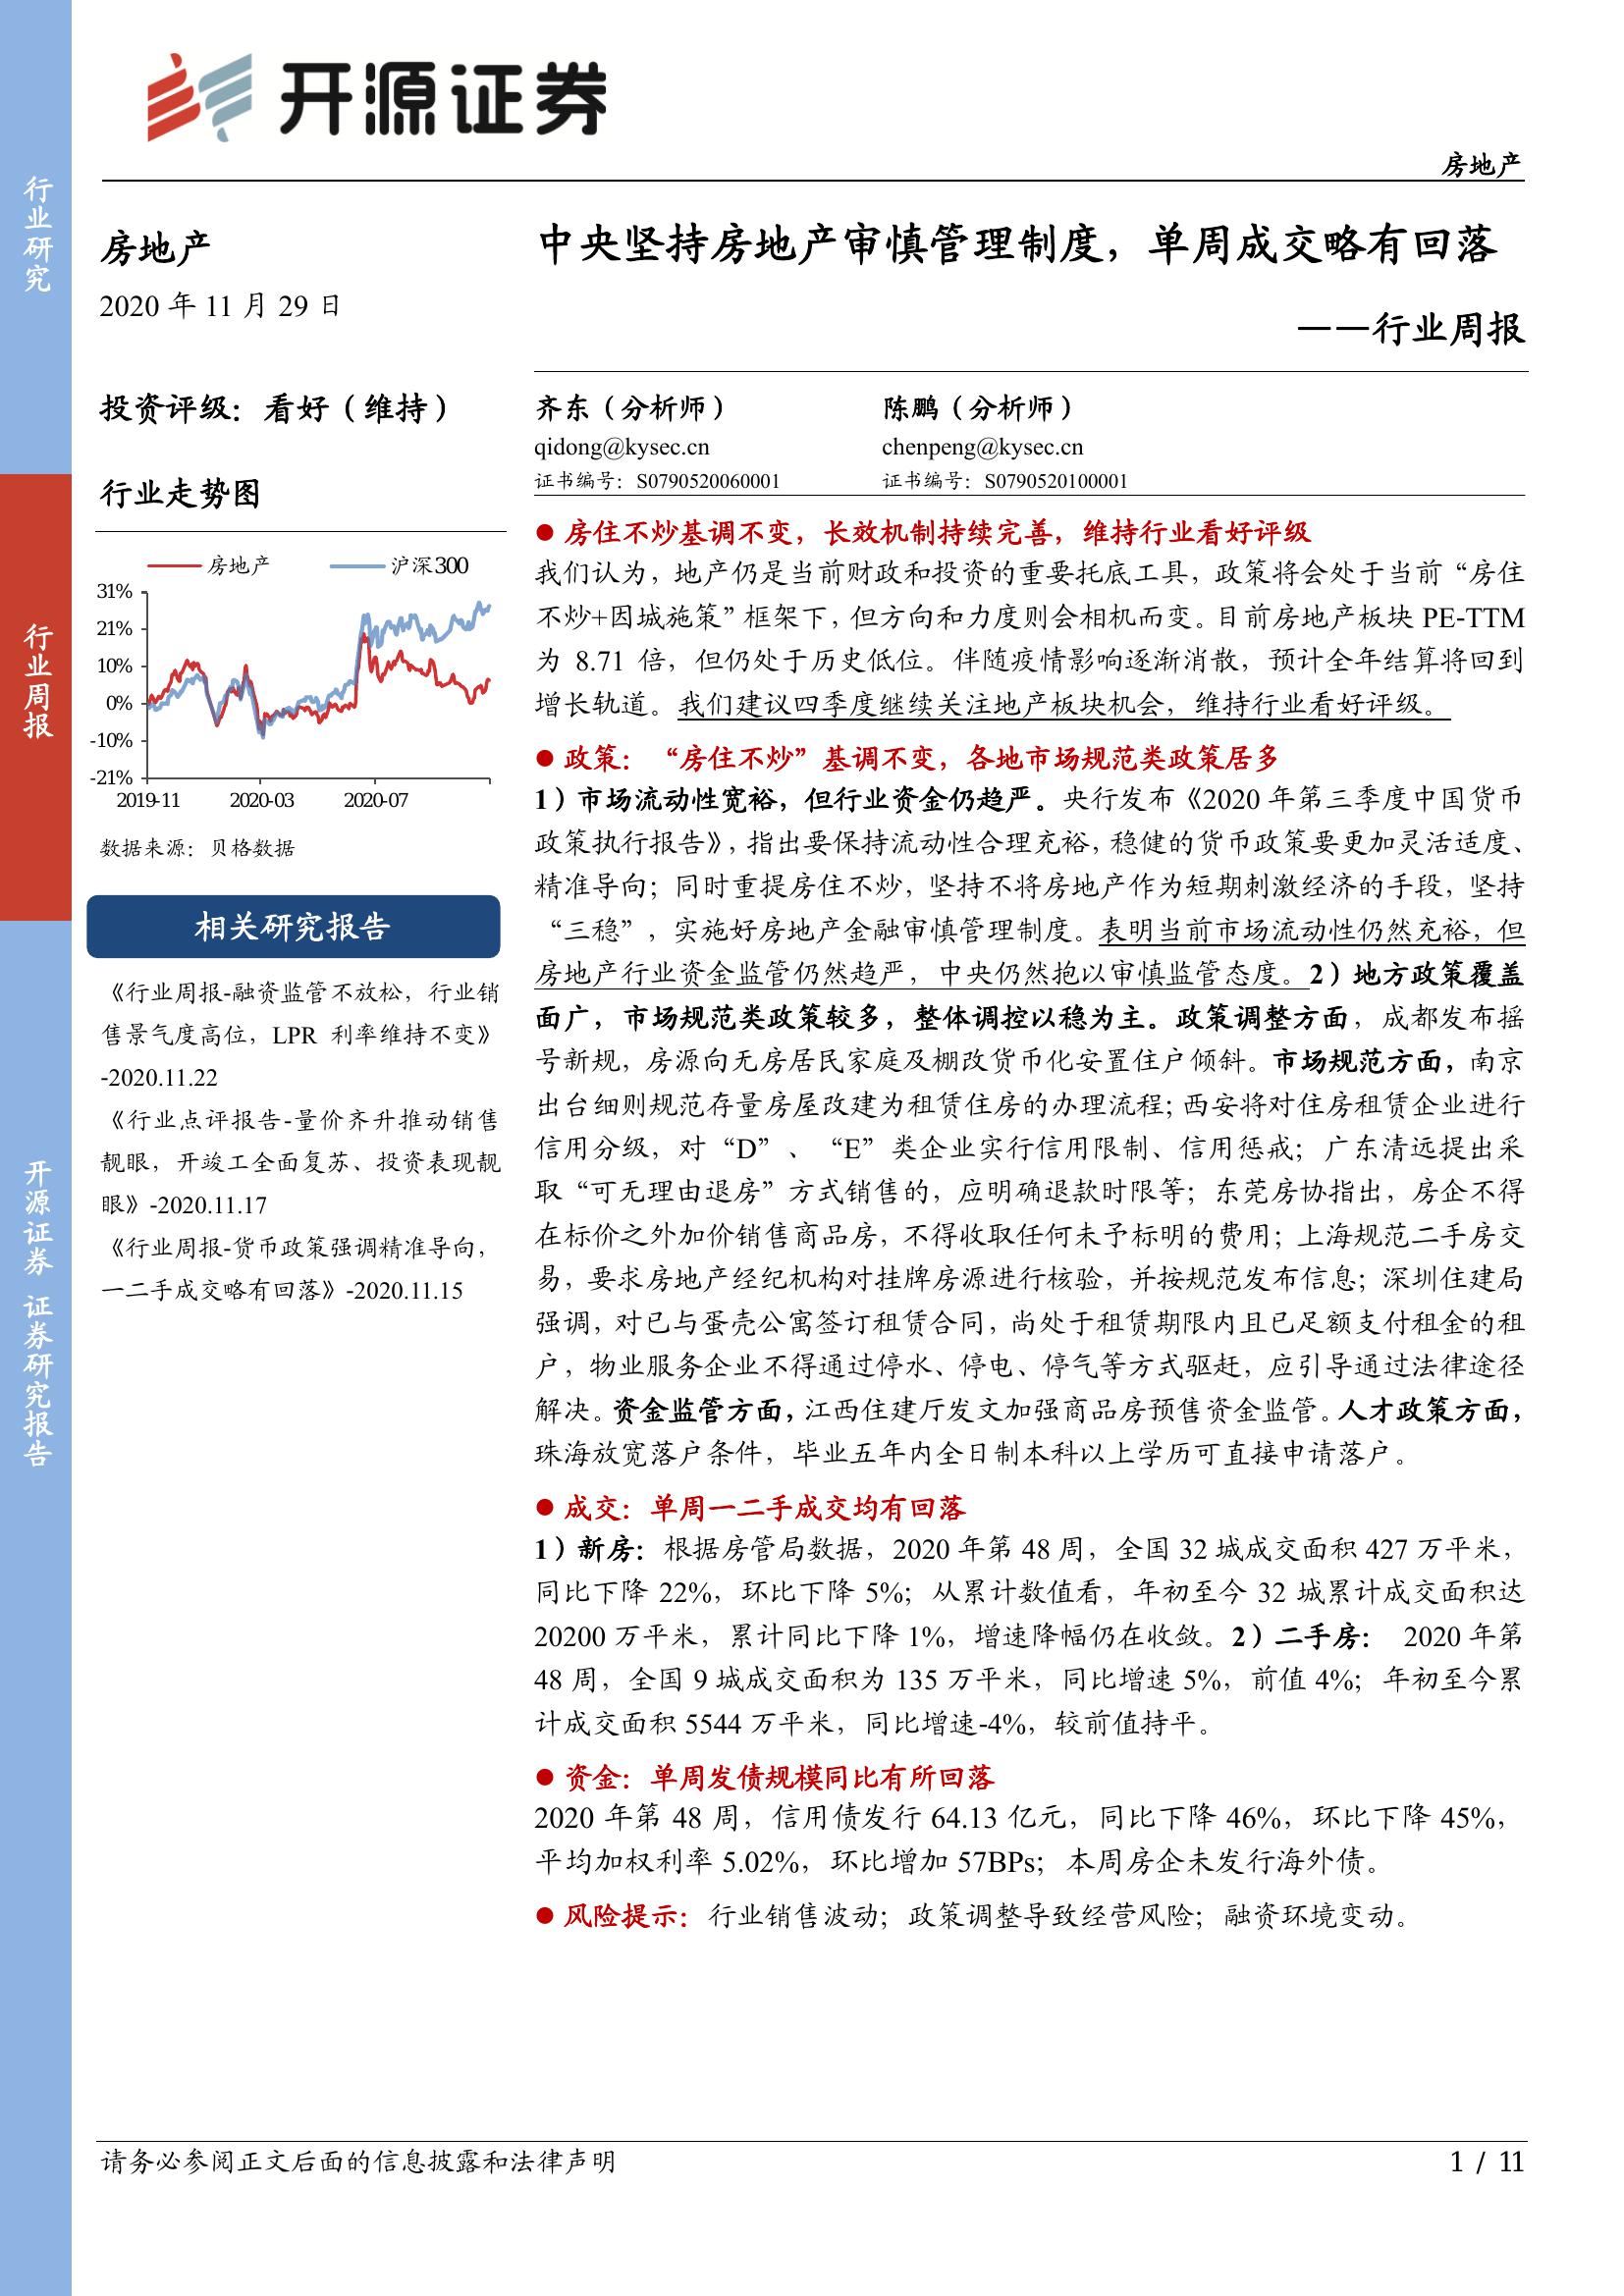 开源证券
房地产
行业研究
行业周报
开源证券 证券研究报告
房地产
2020 年 11 月 29 日
投资评级：看好（维持）
行业走势图
房地产 沪深300
31%
21%
10%
0%
-10%
-21%
2019-11 2020-03 2020-07
数据来源：贝格数据
相关研究报告
《行业周报-融资监管不放松，行业销
售景气度高位，LPR 利率维持不变》
-2020.11.22
《行业点评报告-量价齐升推动销售
靓眼，开竣工全面复苏、投资表现靓
眼》-2020.11.17
《行业周报-货币政策强调精准导向，
一二手成交略有回落》-2020.11.15
中央坚持房地产审慎管理制度，单周成交略有回落
——行业周报
齐东（分析师） 陈鹏（分析师）
qidong@kysec.cn chenpeng@kysec.cn
证书编号：S0790520060001 证书编号：S0790520100001
● 房住不炒基调不变，长效机制持续完善，维持行业看好评级
我们认为，地产仍是当前财政和投资的重要托底工具，政策将会处于当前“房住
不炒+因城施策”框架下，但方向和力度则会相机而变。目前房地产板块 PE-TTM
为 8.71 倍，但仍处于历史低位。伴随疫情影响逐渐消散，预计全年结算将回到
增长轨道。我们建议四季度继续关注地产板块机会，维持行业看好评级。
● 政策：“房住不炒”基调不变，各地市场规范类政策居多
1）市场流动性宽裕，但行业资金仍趋严。央行发布《2020 年第三季度中国货币
政策执行报告》，指出要保持流动性合理充裕，稳健的货币政策要更加灵活适度、
精准导向；同时重提房住不炒，坚持不将房地产作为短期刺激经济的手段，坚持
“三稳”，实施好房地产金融审慎管理制度。表明当前市场流动性仍然充裕，但
房地产行业资金监管仍然趋严，中央仍然抱以审慎监管态度。2）地方政策覆盖
面广，市场规范类政策较多，整体调控以稳为主。政策调整方面，成都发布摇
号新规，房源向无房居民家庭及棚改货币化安置住户倾斜。市场规范方面，南京
出台细则规范存量房屋改建为租赁住房的办理流程；西安将对住房租赁企业进行
信用分级，对“D”、“E”类企业实行信用限制、信用惩戒；广东清远提出采
取“可无理由退房”方式销售的，应明确退款时限等；东莞房协指出，房企不得
在标价之外加价销售商品房，不得收取任何未予标明的费用；上海规范二手房交
易，要求房地产经纪机构对挂牌房源进行核验，并按规范发布信息；深圳住建局
强调，对已与蛋壳公寓签订租赁合同，尚处于租赁期限内且已足额支付租金的租
户，物业服务企业不得通过停水、停电、停气等方式驱赶，应引导通过法律途径
解决。资金监管方面，江西住建厅发文加强商品房预售资金监管。人才政策方面，
珠海放宽落户条件，毕业五年内全日制本科以上学历可直接申请落户。
● 成交：单周一二手成交均有回落
1）新房：根据房管局数据，2020 年第 48 周，全国 32 城成交面积 427 万平米，
同比下降 22%，环比下降 5%；从累计数值看，年初至今 32 城累计成交面积达
20200 万平米，累计同比下降 1%，增速降幅仍在收敛。2）二手房： 2020 年第
48 周，全国 9 城成交面积为 135 万平米，同比增速 5%，前值 4%；年初至今累
计成交面积 5544 万平米，同比增速-4%，较前值持平。
● 资金：单周发债规模同比有所回落
2020 年第 48 周，信用债发行 64.13 亿元，同比下降 46%，环比下降 45%，
平均加权利率 5.02%，环比增加 57BPs；本周房企未发行海外债。
● 风险提示：行业销售波动；政策调整导致经营风险；融资环境变动。
请务必参阅正文后面的信息披露和法律声明 1 / 11